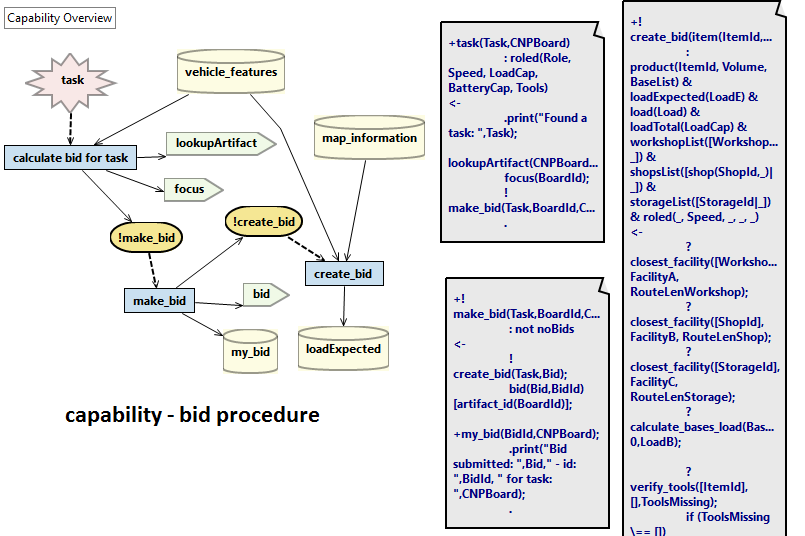 Capability Overview
task
vehicle_features
lookupArtifact
map_information
calculate bid for task
focus
!create_bid
!make_bid
create_bid
bid
make_bid
my_bid
loadExpected
capability - bid procedure
+task(Task,CNPBoard)
: roled(Role,
Speed, LoadCap,
BatteryCap, Tools)
<-
.print("Found a
task: ",Task);
lookupArtifact(CNPBoard...
focus(BoardId);
!
make_bid(Task,BoardId,C...
.
+!
make_bid(Task,BoardId,C...
: not noBids
<-
!
create_bid(Task,Bid);
bid(Bid,BidId)
[artifact_id(BoardId)];
+my_bid(BidId,CNPBoard);
.print("Bid
submitted: ",Bid," - id:
",BidId, " for task:
",CNPBoard);
.
+!
create_bid(item(ItemId,...
:
product(ItemId, Volume,
BaseList) &
loadExpected(LoadE) &
load(Load) &
loadTotal(LoadCap) &
workshopList([Workshop...
_]) &
shopsList([shop(ShopId,_)|
_]) &
storageList([StorageId|_])
& roled(_, Speed, _, _, _)
<-
?
closest_facility([Worksho...
FacilityA,
RouteLenWorkshop);
?
closest_facility([ShopId],
FacilityB, RouteLenShop);
?
closest_facility([StorageId],
FacilityC,
RouteLenStorage);
?
calculate_bases_load(Bas...
0,LoadB);
?
verify_tools([ItemId],
[],ToolsMissing);
if (ToolsMissing
\== [])